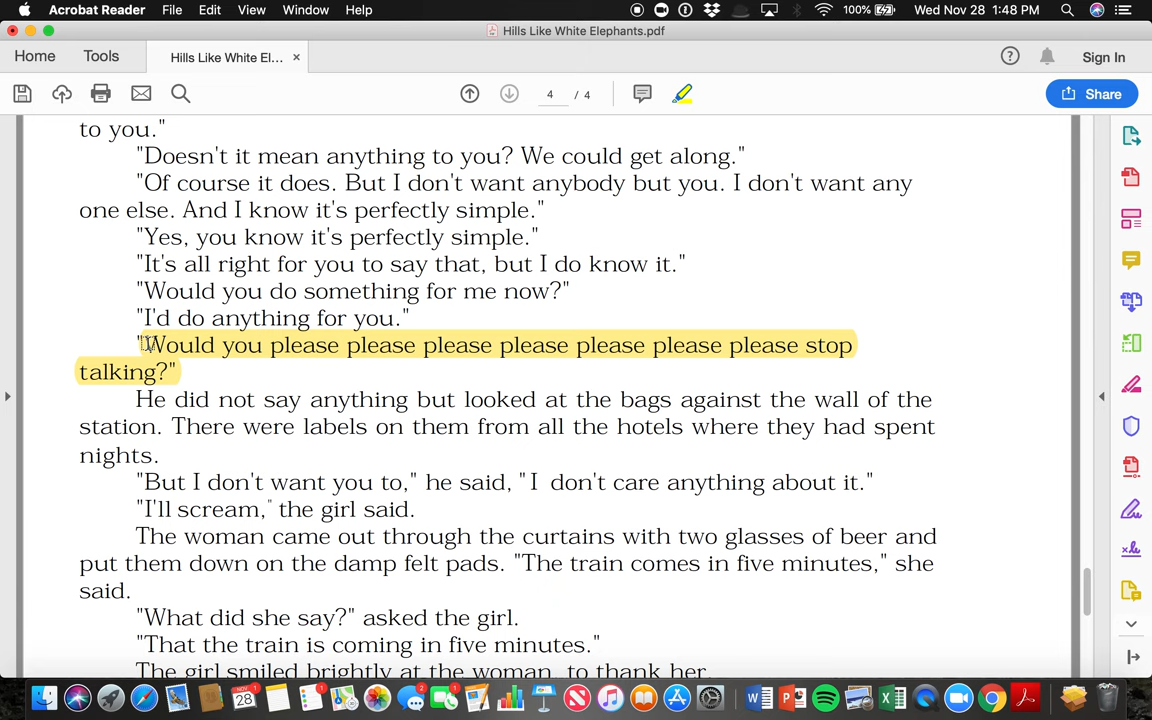 Acrobat Reader File Edit View Window Help 100% Wed Nov 28 1:48 PM
Hills Like White Elephants.pdf
Home Tools Hills Like White El... × Sign In
4 / 4 Share
to you."
"Doesn't it mean anything to you? We could get along."
"Of course it does. But I don't want anybody but you. I don't want any
one else. And I know it's perfectly simple."
"Yes, you know it's perfectly simple."
"It's all right for you to say that, but I do know it."
"Would you do something for me now?"
"I'd do anything for you."
"Would you please please please please please please please stop
talking?"
He did not say anything but looked at the bags against the wall of the
station. There were labels on them from all the hotels where they had spent
nights.
"But I don't want you to," he said, "I don't care anything about it."
"I'll scream," the girl said.
The woman came out through the curtains with two glasses of beer and
put them down on the damp felt pads. "The train comes in five minutes," she
said.
"What did she say?" asked the girl.
"That the train is coming in five minutes."
The girl smiled brightly at the woman, to thank her.